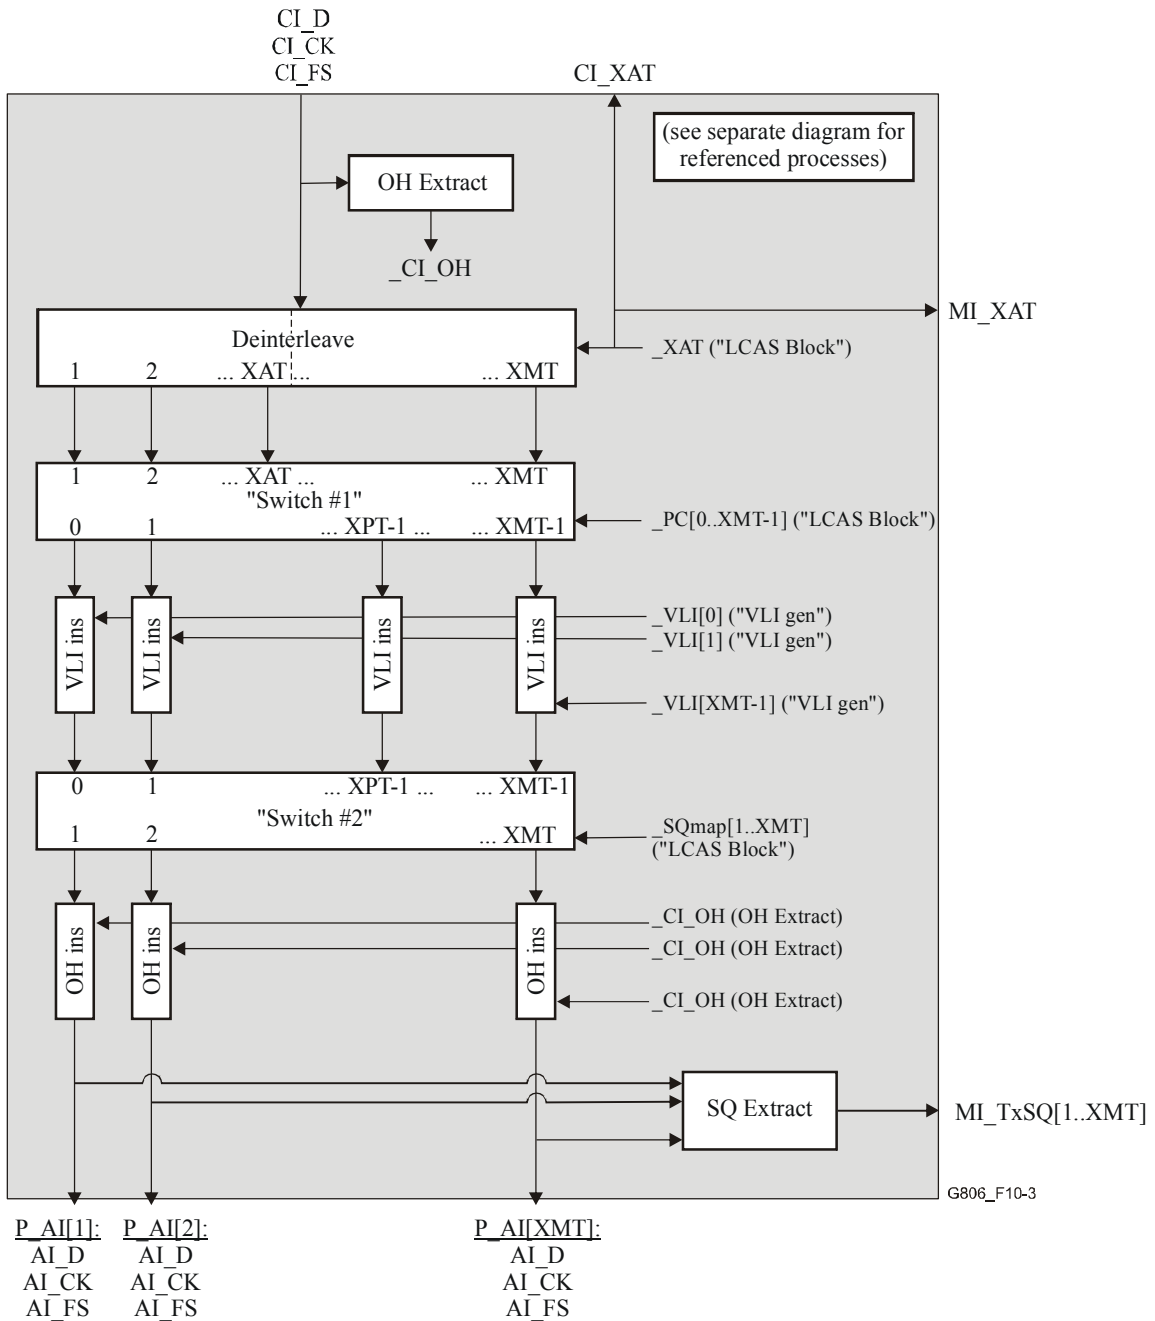 CI_D
CI_CK
CI_FS
CI_XAT
(see separate diagram for
referenced processes)
OH Extract
_CI_OH
MI_XAT
Deinterleave
_XAT ("LCAS Block")
1 2 ... XAT ... ... XMT
1 2 ... XAT ... ... XMT
"Switch #1"
_PC[0..XMT-1] ("LCAS Block")
0 1 ... XPT-1 ... ... XMT-1
VLI ins
VLI ins
VLI ins
VLI ins
_VLI[0] ("VLI gen")
_VLI[1] ("VLI gen")
_VLI[XMT-1] ("VLI gen")
0 1 ... XPT-1 ... ... XMT-1
"Switch #2"
1 2 ... XMT
_SQmap[1..XMT]
("LCAS Block")
OH ins
OH ins
OH ins
_CI_OH (OH Extract)
_CI_OH (OH Extract)
_CI_OH (OH Extract)
SQ Extract
MI_TxSQ[1..XMT]
G806_F10-3
P_AI[1]: P_AI[2]: P_AI[XMT]:
AI_D AI_D AI_D
AI_CK AI_CK AI_CK
AI_FS AI_FS AI_FS